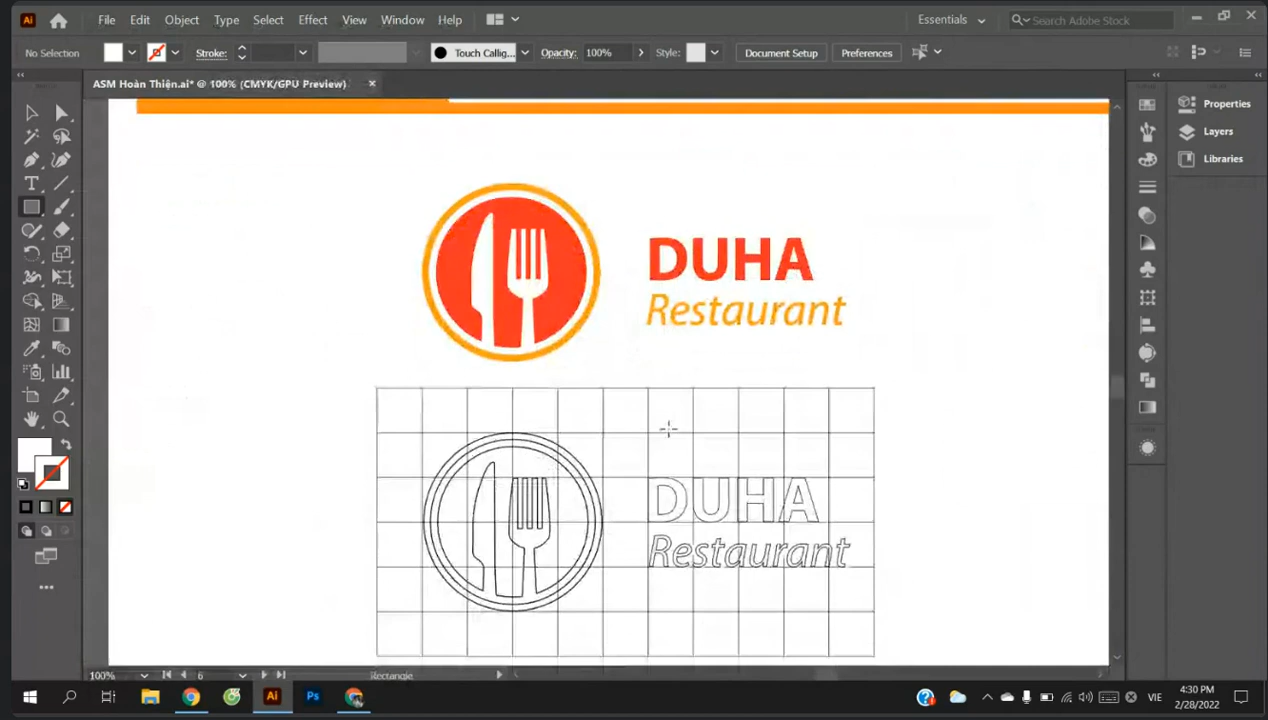 Ai File Edit Object Type Select Effect View Window Help Essentials Search Adobe Stock
No Selection Stroke: Touch Callig... Opacity: 100% Style: Document Setup Preferences
ASM Hoàn Thiện.ai* @ 100% (CMYK/GPU Preview)
Properties
Layers
Libraries
DUHA
Restaurant
DUHA
Restaurant
100% 6 Rectangle
Ai Ps VIE 4:30 PM
2/28/2022